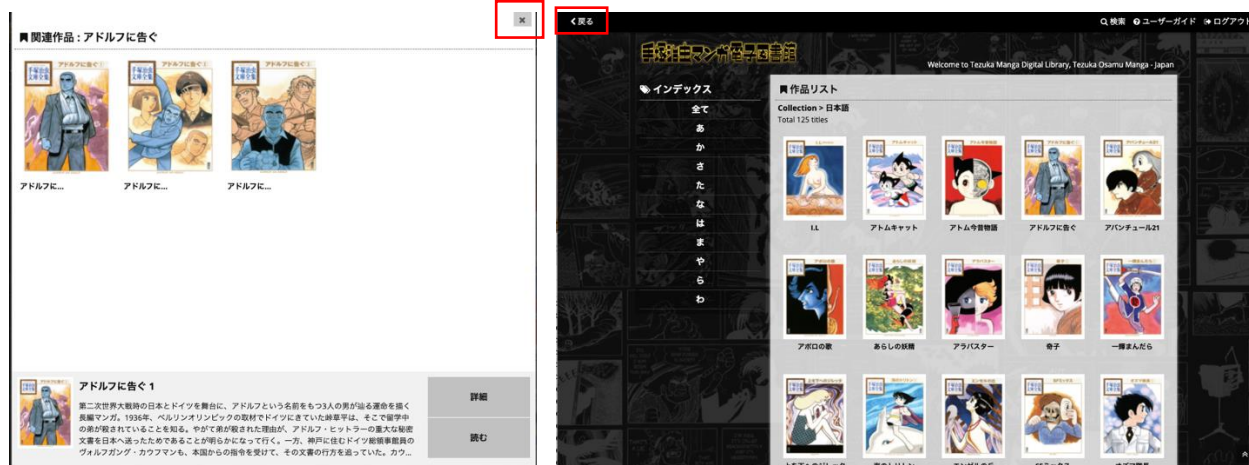 ×
関連作品 : アドルフに告ぐ
アドルフに...
アドルフに...
アドルフに...
アドルフに告ぐ 1
第二次世界大戦時の日本とドイツを舞台に、アドルフという名前をもつ3人の男が辿る運命を描く
長編マンガ。1936年、ベルリンオリンピックの取材でドイツにきていた峠草平は、そこで留学中
の弟が殺されていることを知る。やがて弟が殺された理由が、アドルフ・ヒットラーの重大な秘密
文書を日本へ送ったためであることが明らかになって行く。一方、神戸に住むドイツ総領事館員の
ヴォルフガング・カウフマンも、本国からの指令を受けて、その文書の行方を追っていた。カウ...
詳細
読む
戻る
検索 ユーザーガイド ログアウト
手塚治虫マンガ電子図書館
Welcome to Tezuka Manga Digital Library, Tezuka Osamu Manga - Japan
インデックス
全て
あ
か
さ
た
な
は
ま
や
ら
わ
作品リスト
Collection > 日本語
Total 125 titles
I.L アトムキャット アトム今昔物語 アドルフに告ぐ アバンチュール21
アポロの歌 あらしの妖精 アラバスター 奇子 一輝まんだら